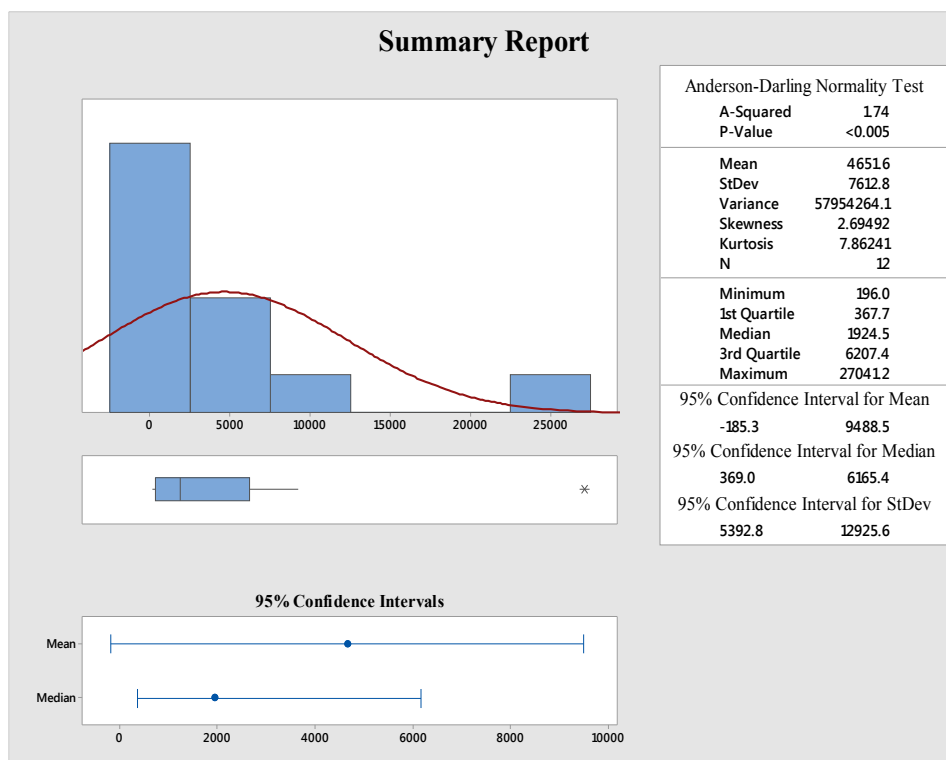 Summary Report
0 5000 10000 15000 20000 25000
Anderson-Darling Normality Test
A-Squared 1.74
P-Value <0.005
Mean 4651.6
StDev 7612.8
Variance 57954264.1
Skewness 2.69492
Kurtosis 7.86241
N 12
Minimum 196.0
1st Quartile 367.7
Median 1924.5
3rd Quartile 6207.4
Maximum 27041.2
95% Confidence Interval for Mean
-185.3 9488.5
95% Confidence Interval for Median
369.0 6165.4
95% Confidence Interval for StDev
5392.8 12925.6
95% Confidence Intervals
Mean
Median
0 2000 4000 6000 8000 10000